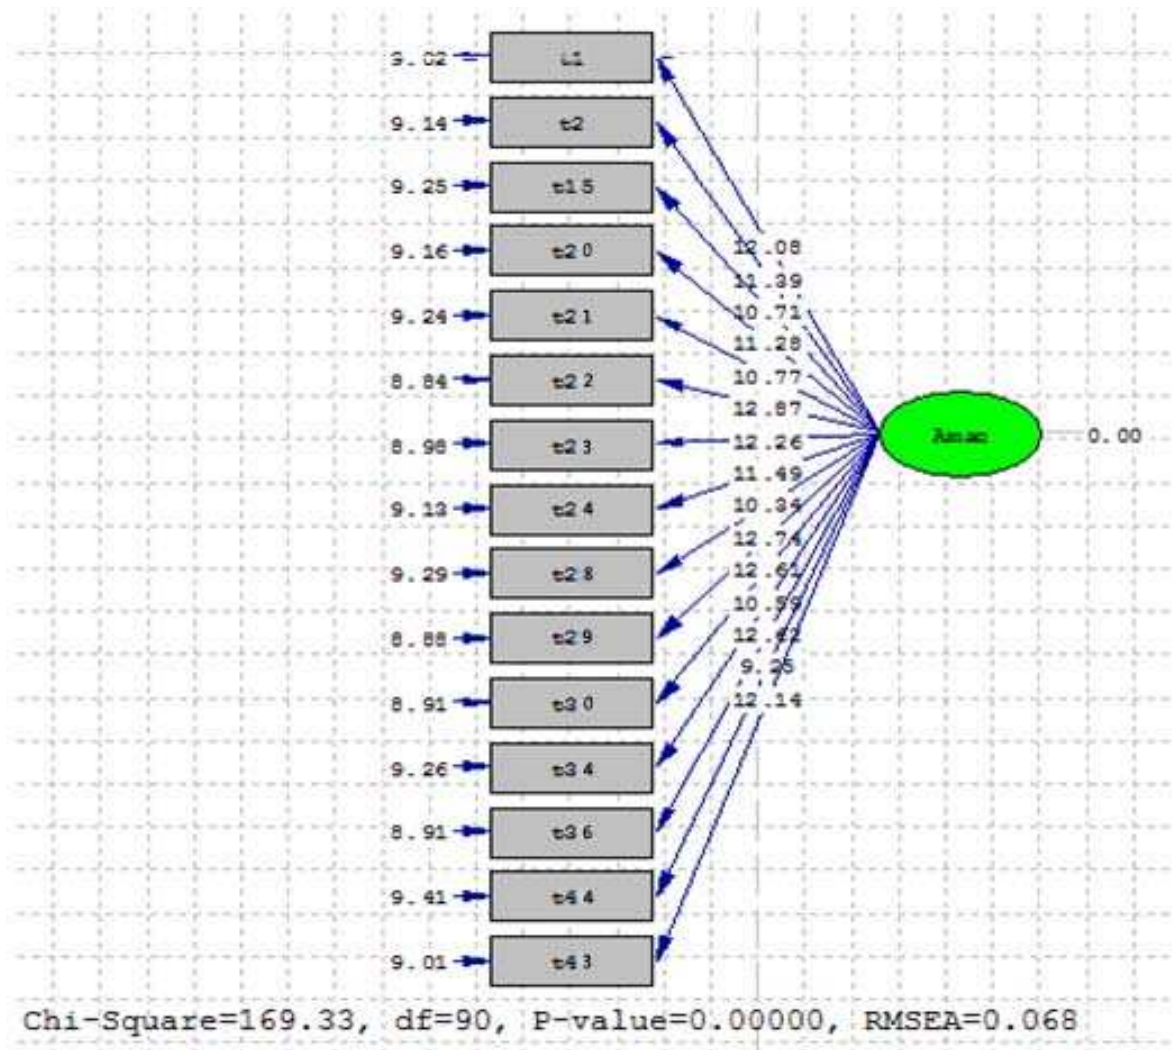 9.02 t1
9.14 t2
9.25 t15
9.16 t20
9.24 t21
8.84 t22
8.98 t23
9.13 t24
9.29 t28
8.88 t29
8.91 t30
9.26 t34
8.91 t36
9.41 t44
9.01 t43
12.08
11.39
10.71
11.28
10.77
12.87
12.26
11.49
10.34
12.74
12.61
10.59
12.62
9.25
12.14
0.00
Chi-Square=169.33, df=90, P-value=0.00000, RMSEA=0.068